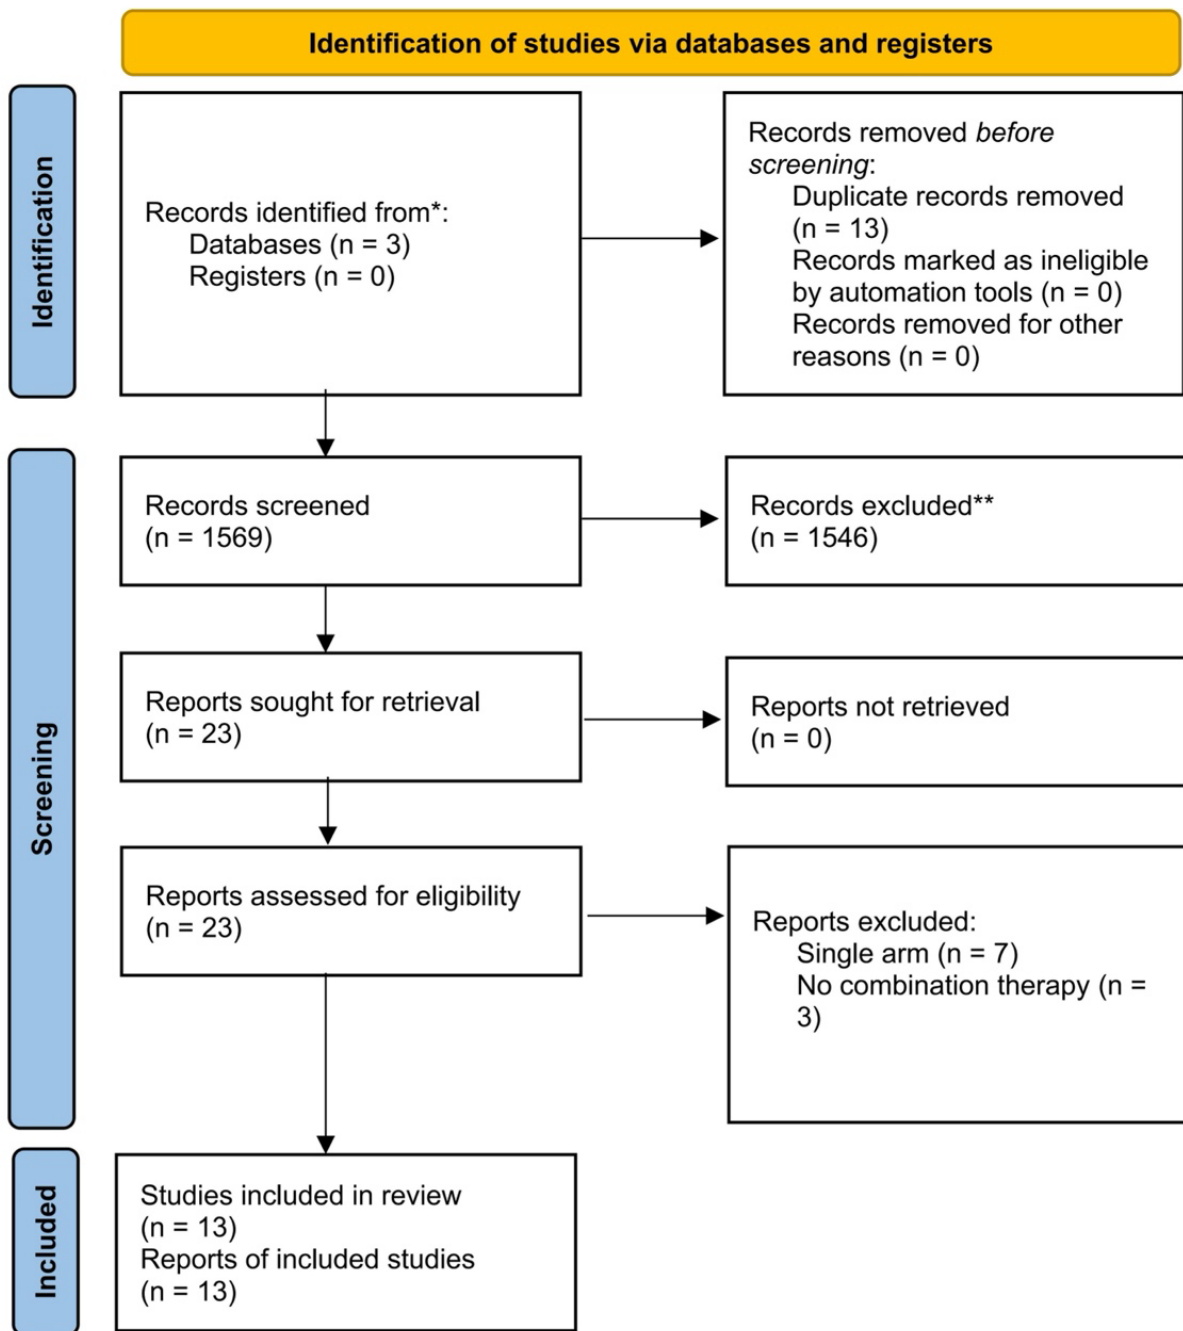 Identification of studies via databases and registers
Identification
Records identified from*:
Databases (n = 3)
Registers (n = 0)
Records removed before
screening:
Duplicate records removed
(n = 13)
Records marked as ineligible
by automation tools (n = 0)
Records removed for other
reasons (n = 0)
Screening
Records screened
(n = 1569)
Records excluded**
(n = 1546)
Reports sought for retrieval
(n = 23)
Reports not retrieved
(n = 0)
Reports assessed for eligibility
(n = 23)
Reports excluded:
Single arm (n = 7)
No combination therapy (n =
3)
Included
Studies included in review
(n = 13)
Reports of included studies
(n = 13)